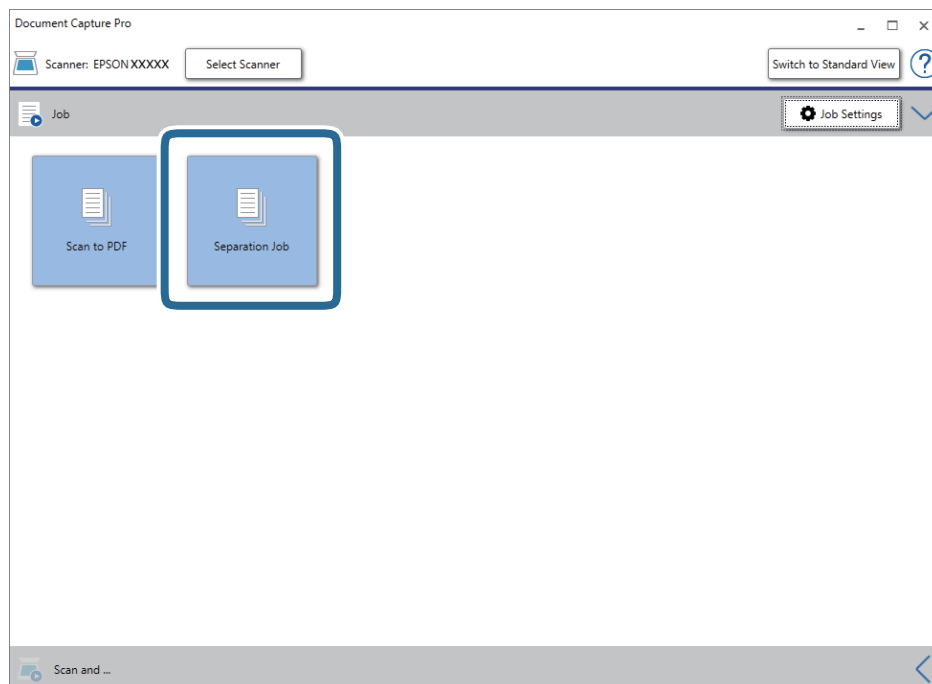 Document Capture Pro
Scanner: EPSON XXXXX Select Scanner Switch to Standard View ?
Job Job Settings
Scan to PDF Separation Job
Scan and ...